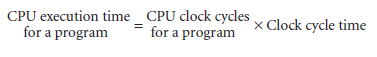 CPU execution time = CPU clock cycles × Clock cycle time
for a program for a program